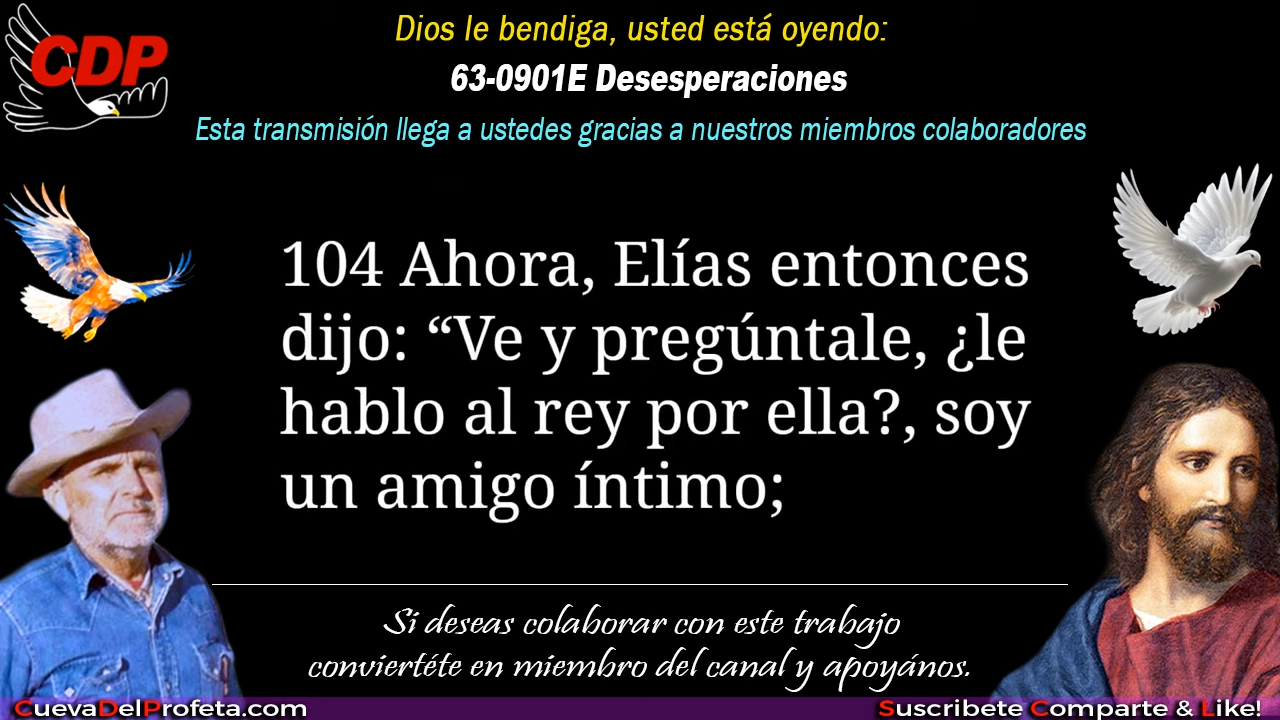 CDP
Dios le bendiga, usted está oyendo:
63-0901E Desesperaciones
Esta transmisión llega a ustedes gracias a nuestros miembros colaboradores
104 Ahora, Elías entonces
dijo: “Ve y pregúntale, ¿le
hablo al rey por ella?, soy
un amigo íntimo;
Si deseas colaborar con este trabajo
conviertéte en miembro del canal y apoyános.
CuevaDelProfeta.com
Suscribete Comparte & Like!